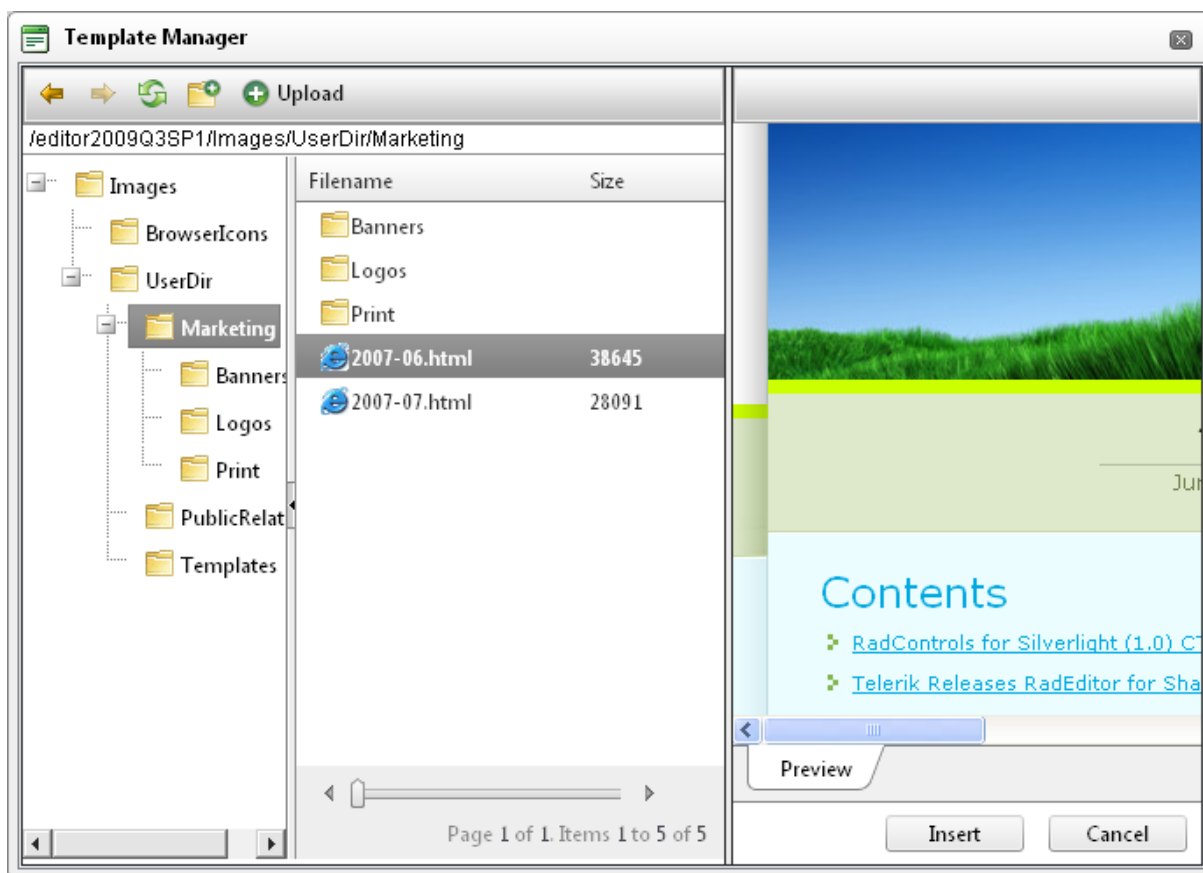 Template Manager
Upload
/editor2009Q3SP1/Images/UserDir/Marketing
Images
BrowserIcons
UserDir
Marketing
Banners
Logos
Print
PublicRelat
Templates
Filename Size
Banners
Logos
Print
2007-06.html 38645
2007-07.html 28091
Page 1 of 1. Items 1 to 5 of 5
Jun
Contents
RadControls for Silverlight (1.0) CT
Telerik Releases RadEditor for Sha
Preview
Insert Cancel